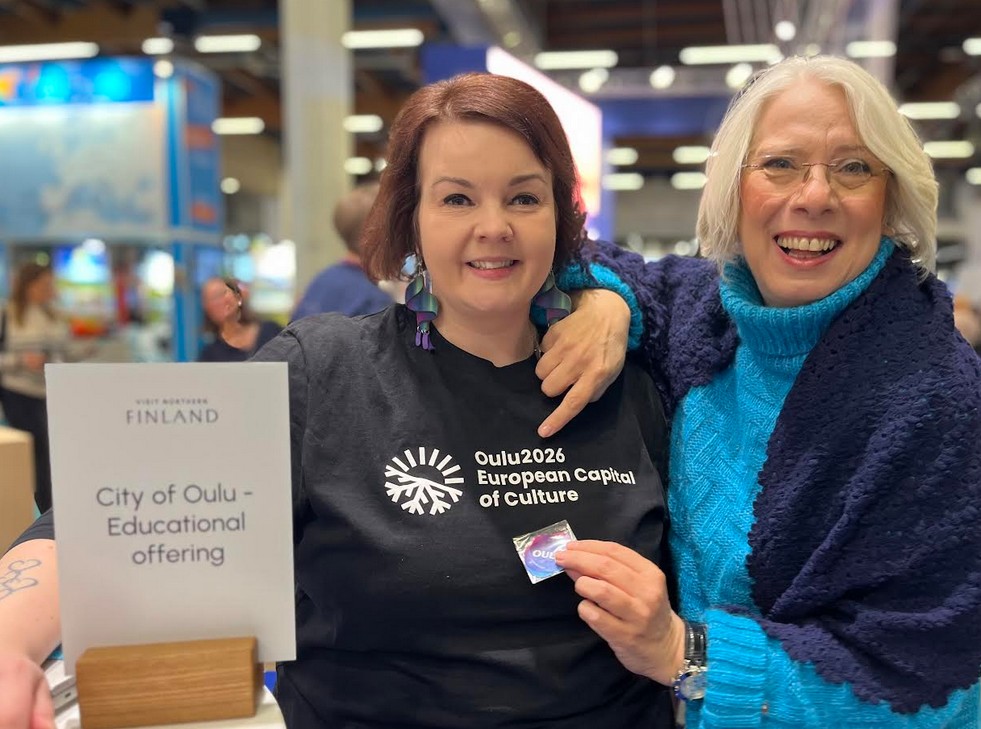 VISIT NORTHERN
FINLAND
City of Oulu -
Educational
offering
Oulu2026
European Capital
of Culture